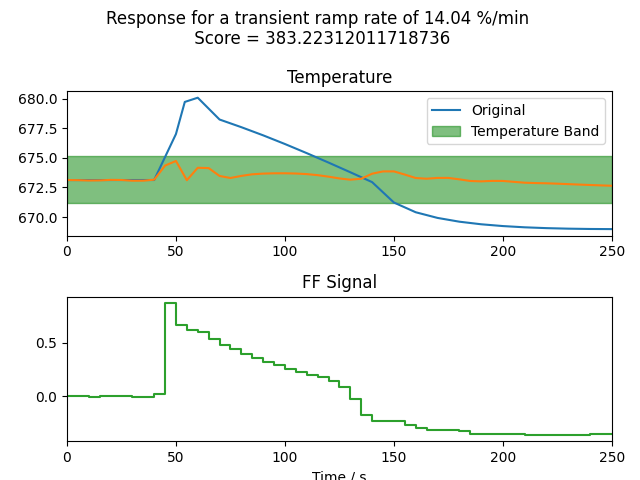 Response for a transient ramp rate of 14.04 %/min
Score = 383.22312011718736
Temperature
680.0
677.5
675.0
672.5
670.0
Original
Temperature Band
0
50
100
150
200
250
FF Signal
0.5
0.0
0
50
100
150
200
250
Time / s